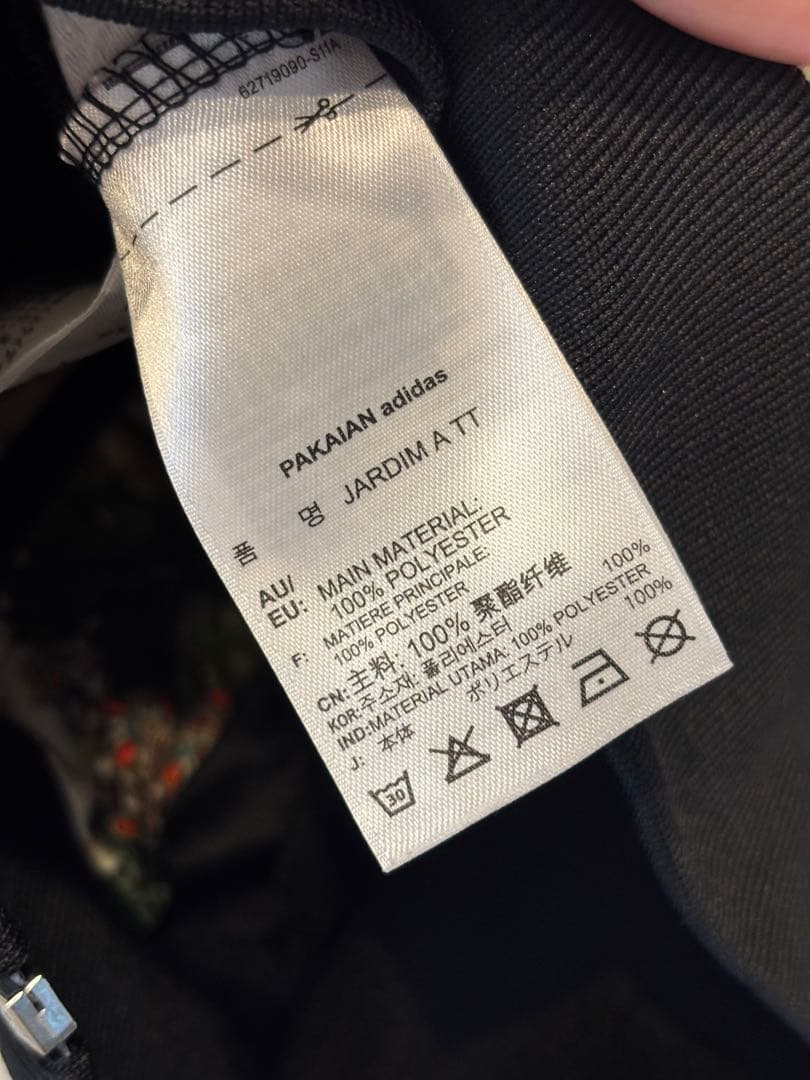 62719090-S11A
PAKAIAN adidas
품 명 JARDIM A TT
AU/
EU: MAIN MATERIAL:
100% POLYESTER
F: MATIERE PRINCIPALE:
100% POLYESTER
CN: 主料: 100% 聚酯纤维
KOR: 주소재: 폴리에스터 100%
IND: MATERIAL UTAMA: 100% POLYESTER
J: 本体 ポリエステル 100%
30